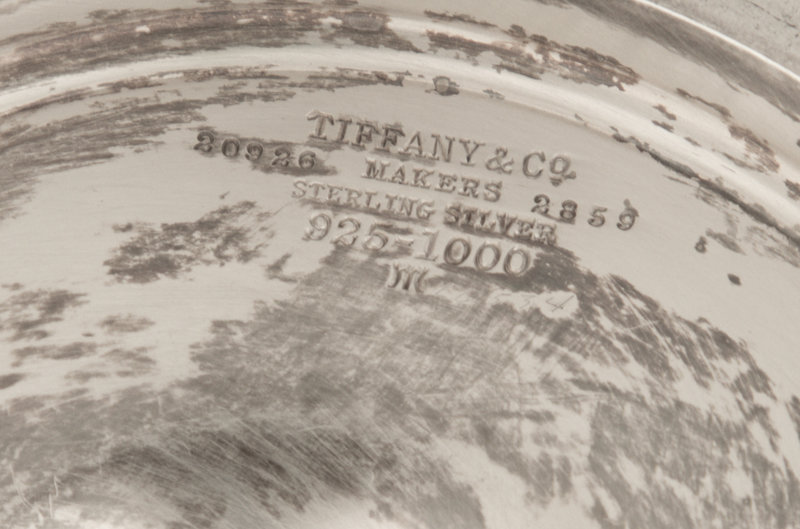 TIFFANY & Co.
20926 MAKERS 2859
STERLING SILVER
925-1000
M